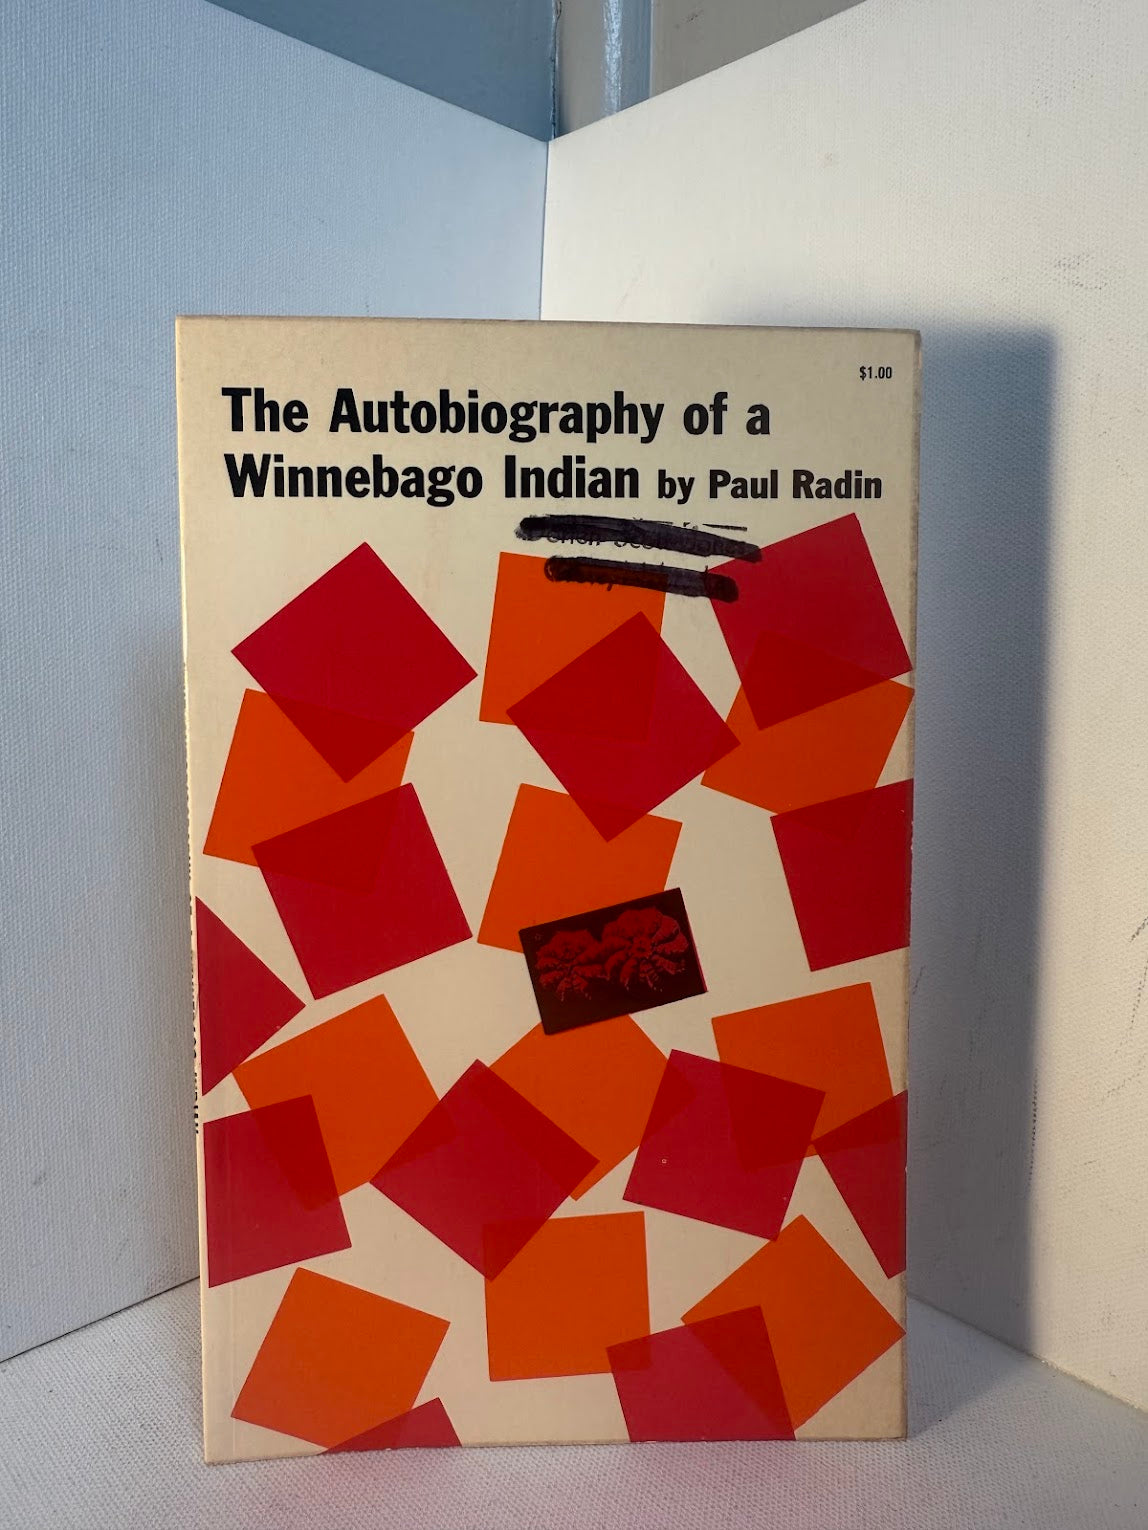 $1.00
The Autobiography of a
Winnebago Indian by Paul Radin